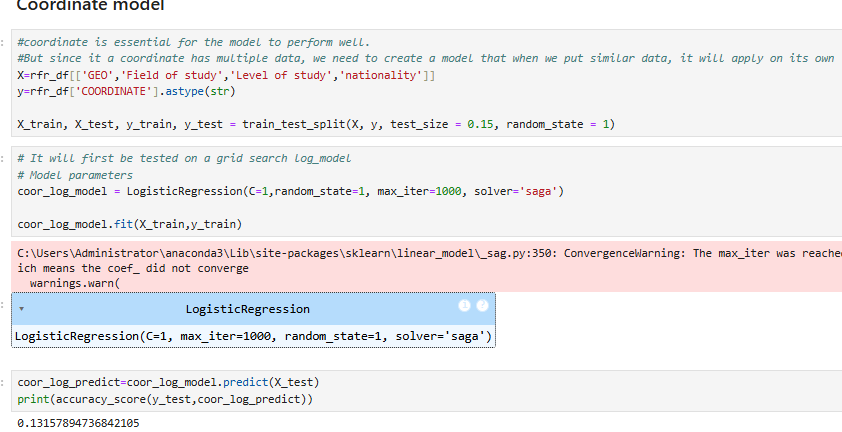 Coordinate model
#coordinate is essential for the model to perform well.
#But since it a coordinate has multiple data, we need to create a model that when we put similar data, it will apply on its own
X=rfr_df[['GEO','Field of study','Level of study','nationality']]
y=rfr_df['COORDINATE'].astype(str)
X_train, X_test, y_train, y_test = train_test_split(X, y, test_size = 0.15, random_state = 1)
# It will first be tested on a grid search log_model
# Model parameters
coor_log_model = LogisticRegression(C=1,random_state=1, max_iter=1000, solver='saga')
coor_log_model.fit(X_train,y_train)
C:\Users\Administrator\anaconda3\Lib\site-packages\sklearn\linear_model\_sag.py:350: ConvergenceWarning: The max_iter was reached
ich means the coef_ did not converge
warnings.warn(
LogisticRegression
LogisticRegression(C=1, max_iter=1000, random_state=1, solver='saga')
coor_log_predict=coor_log_model.predict(X_test)
print(accuracy_score(y_test,coor_log_predict))
0.13157894736842105